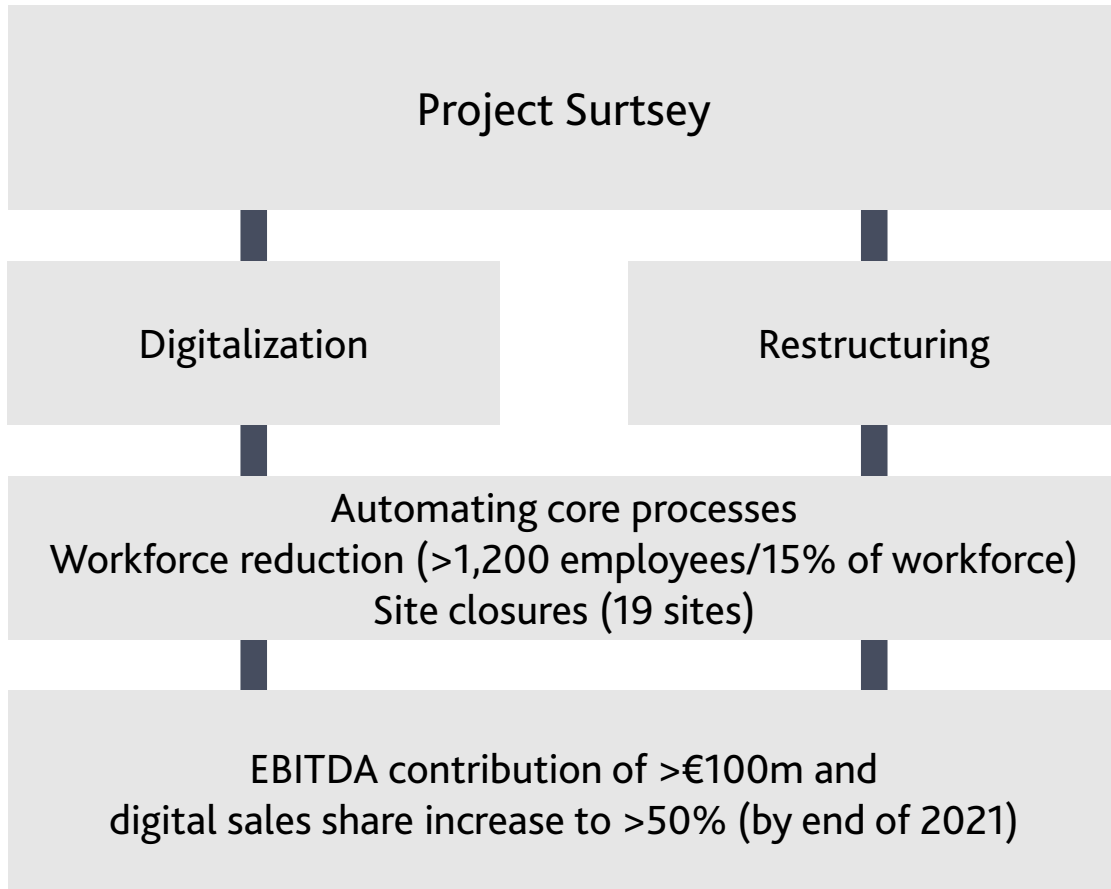 Project Surtsey
Digitalization
Restructuring
Automating core processes
Workforce reduction (>1,200 employees/15% of workforce)
Site closures (19 sites)
EBITDA contribution of >€100m and
digital sales share increase to >50% (by end of 2021)